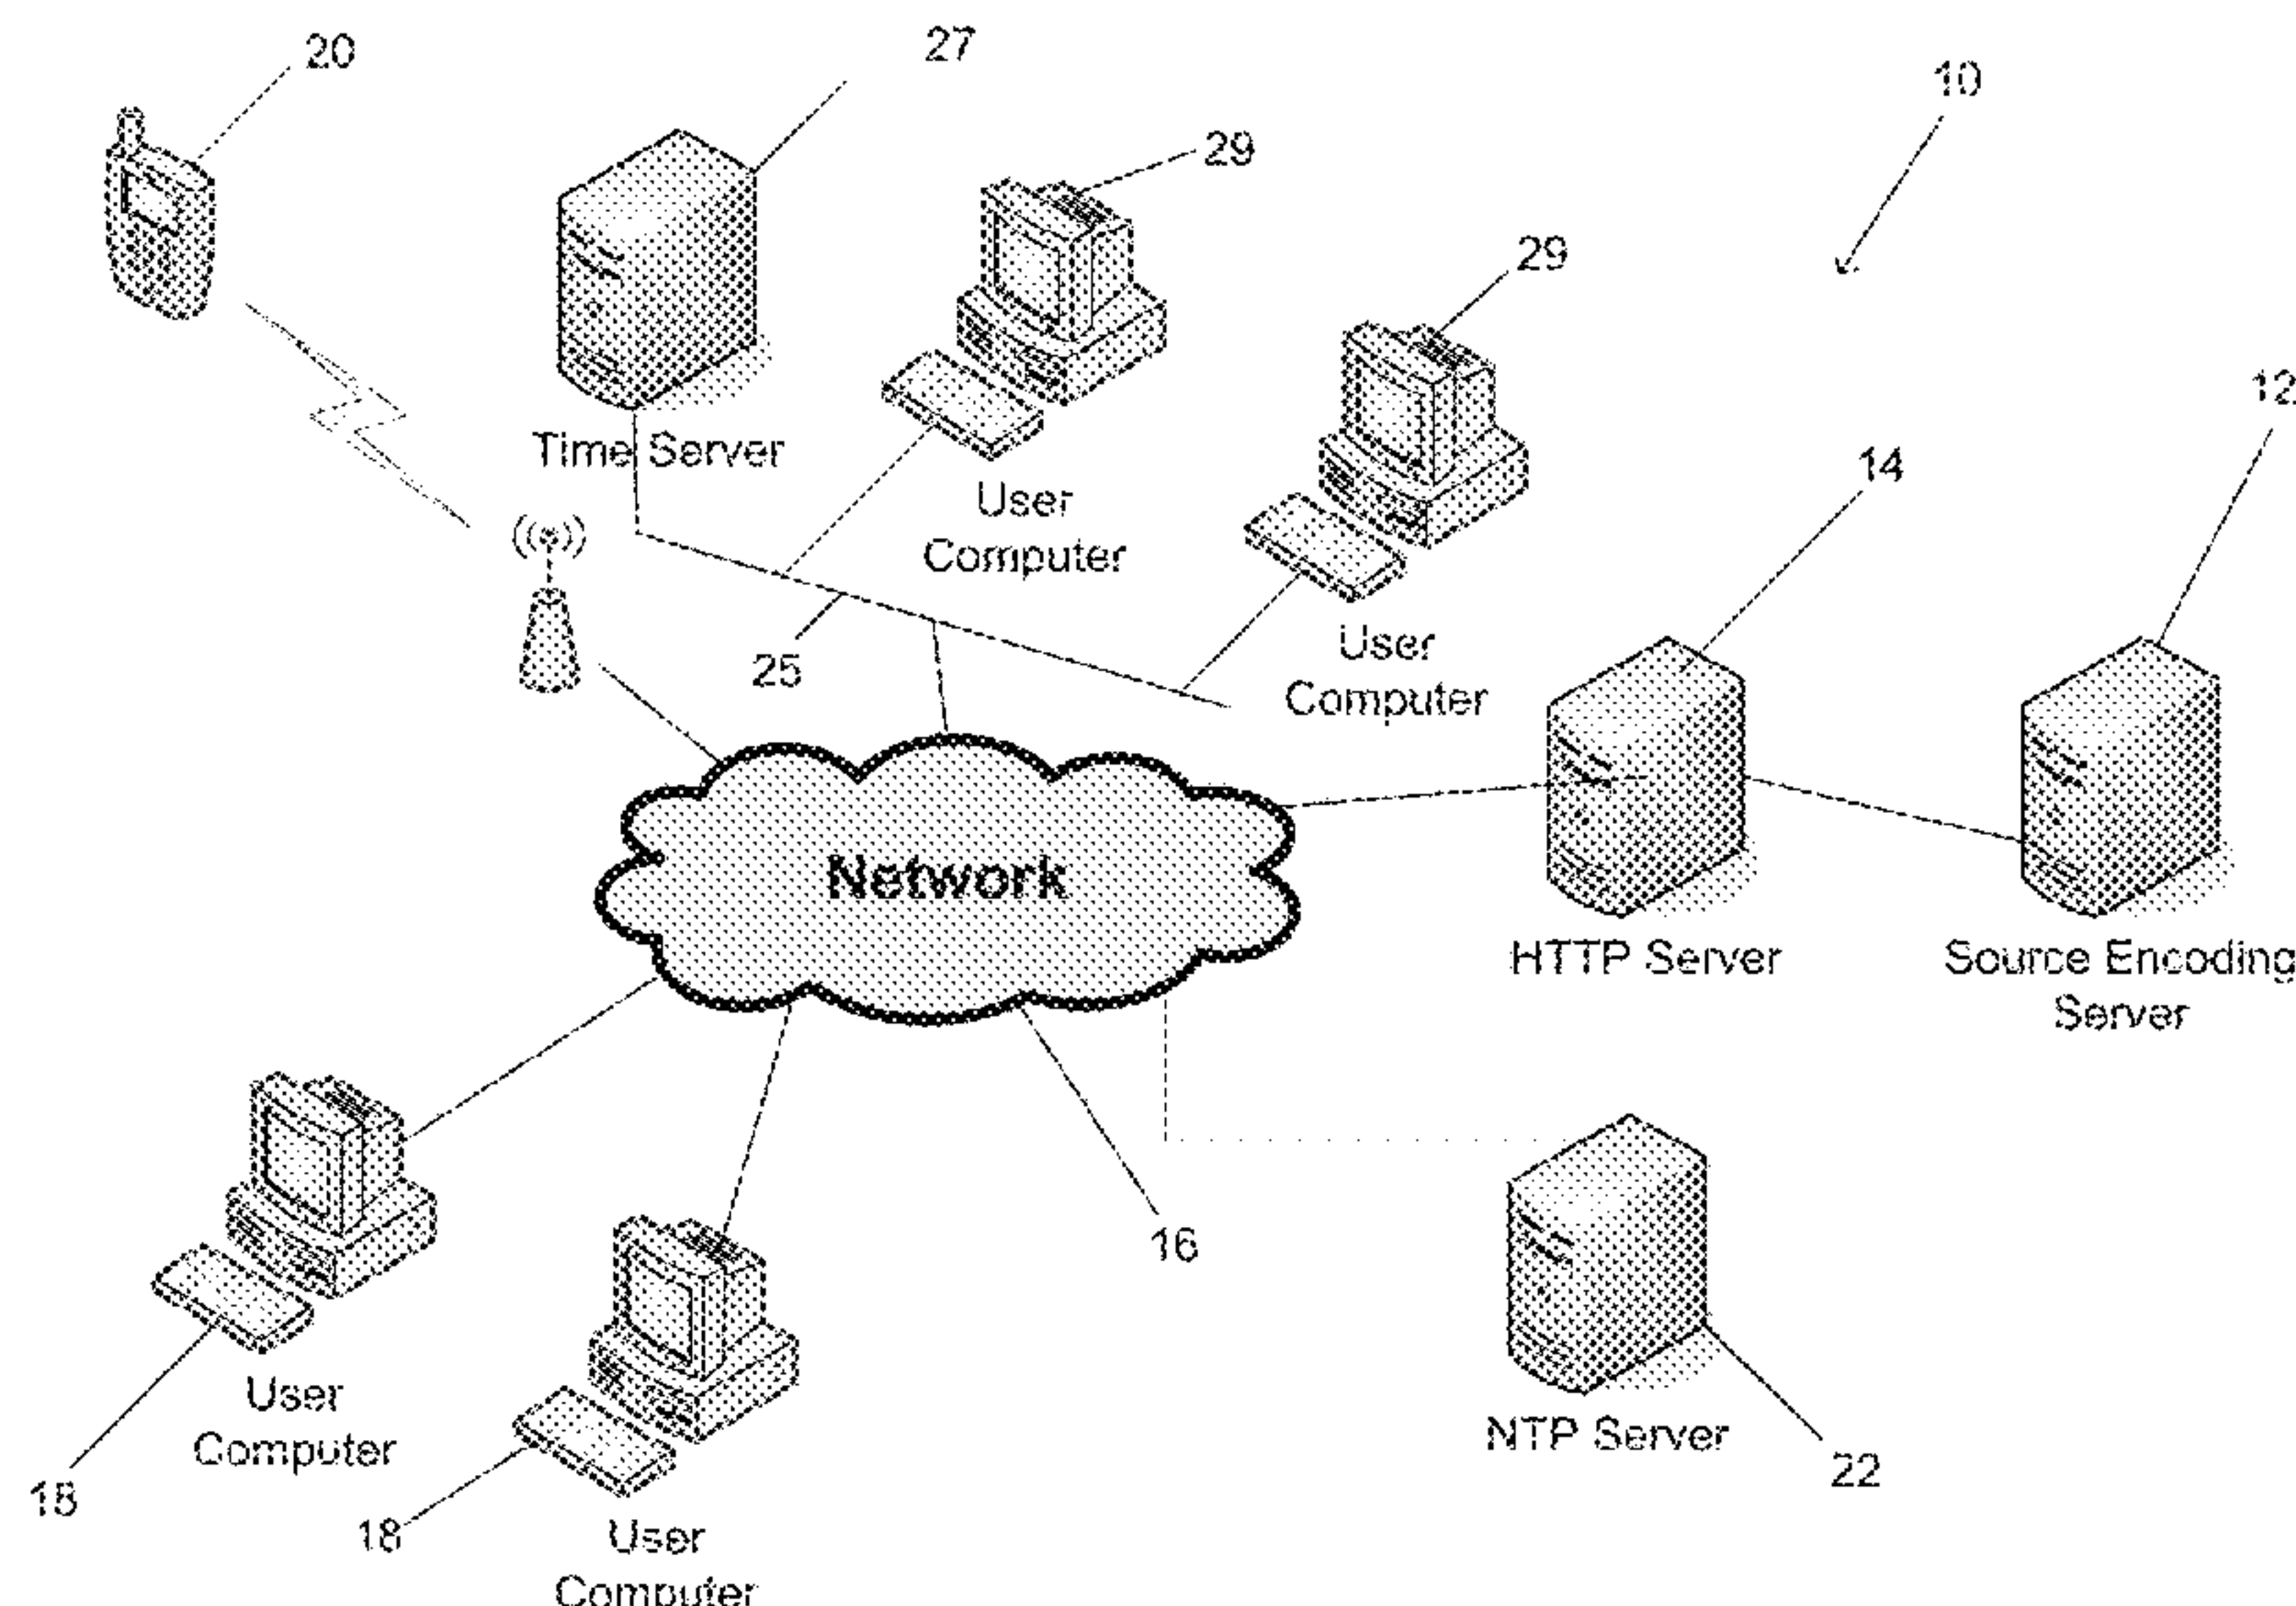 20
27
10
29
29
12
Time Server
14
User
Computer
25
User
Computer
Network
HTTP Server
Source Encoding
Server
16
User
Computer
NTP Server
22
18
18
User
Computer